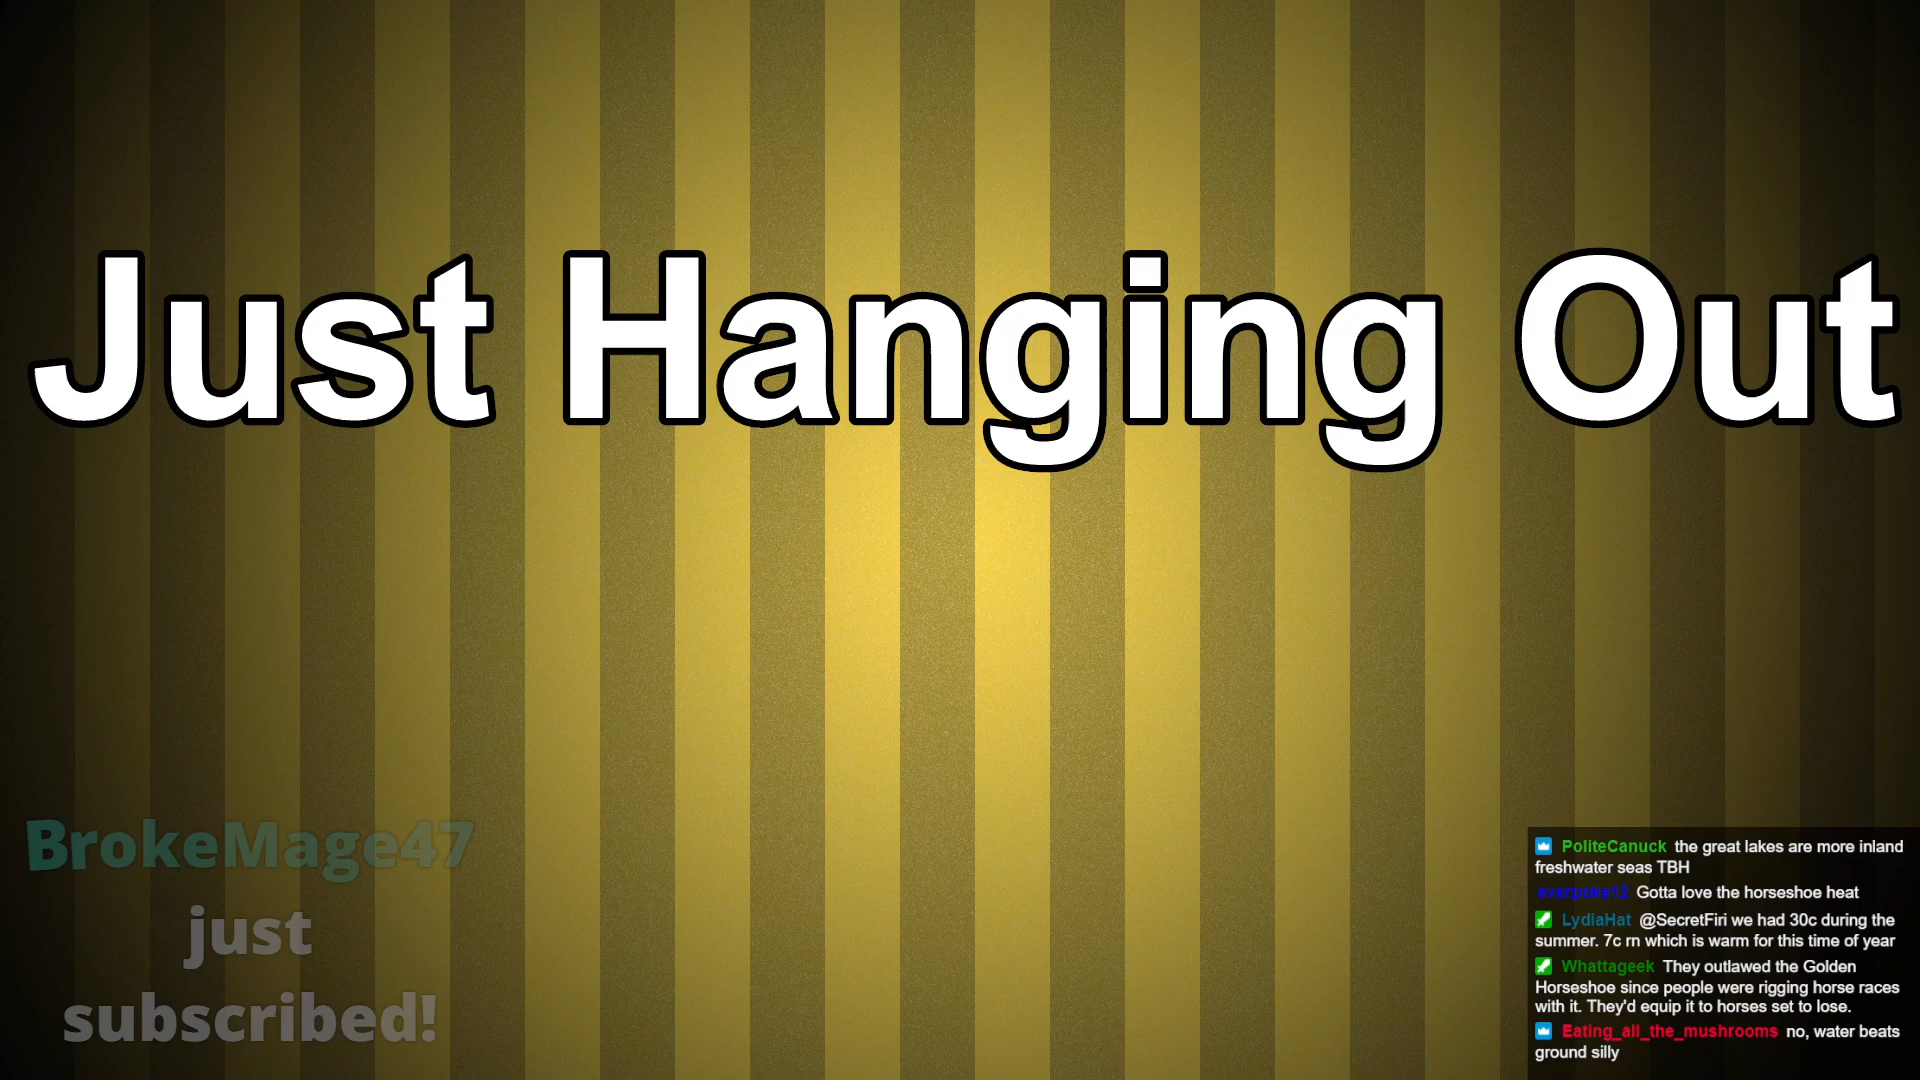 Just Hanging Out
BrokeMage47
just
subscribed!
PoliteCanuck the great lakes are more inland
freshwater seas TBH
everpoke12 Gotta love the horseshoe heat
LydiaHat @SecretFiri we had 30c during the
summer. 7c rn which is warm for this time of year
Whattageek They outlawed the Golden
Horseshoe since people were rigging horse races
with it. They'd equip it to horses set to lose.
Eating_all_the_mushrooms no, water beats
ground silly